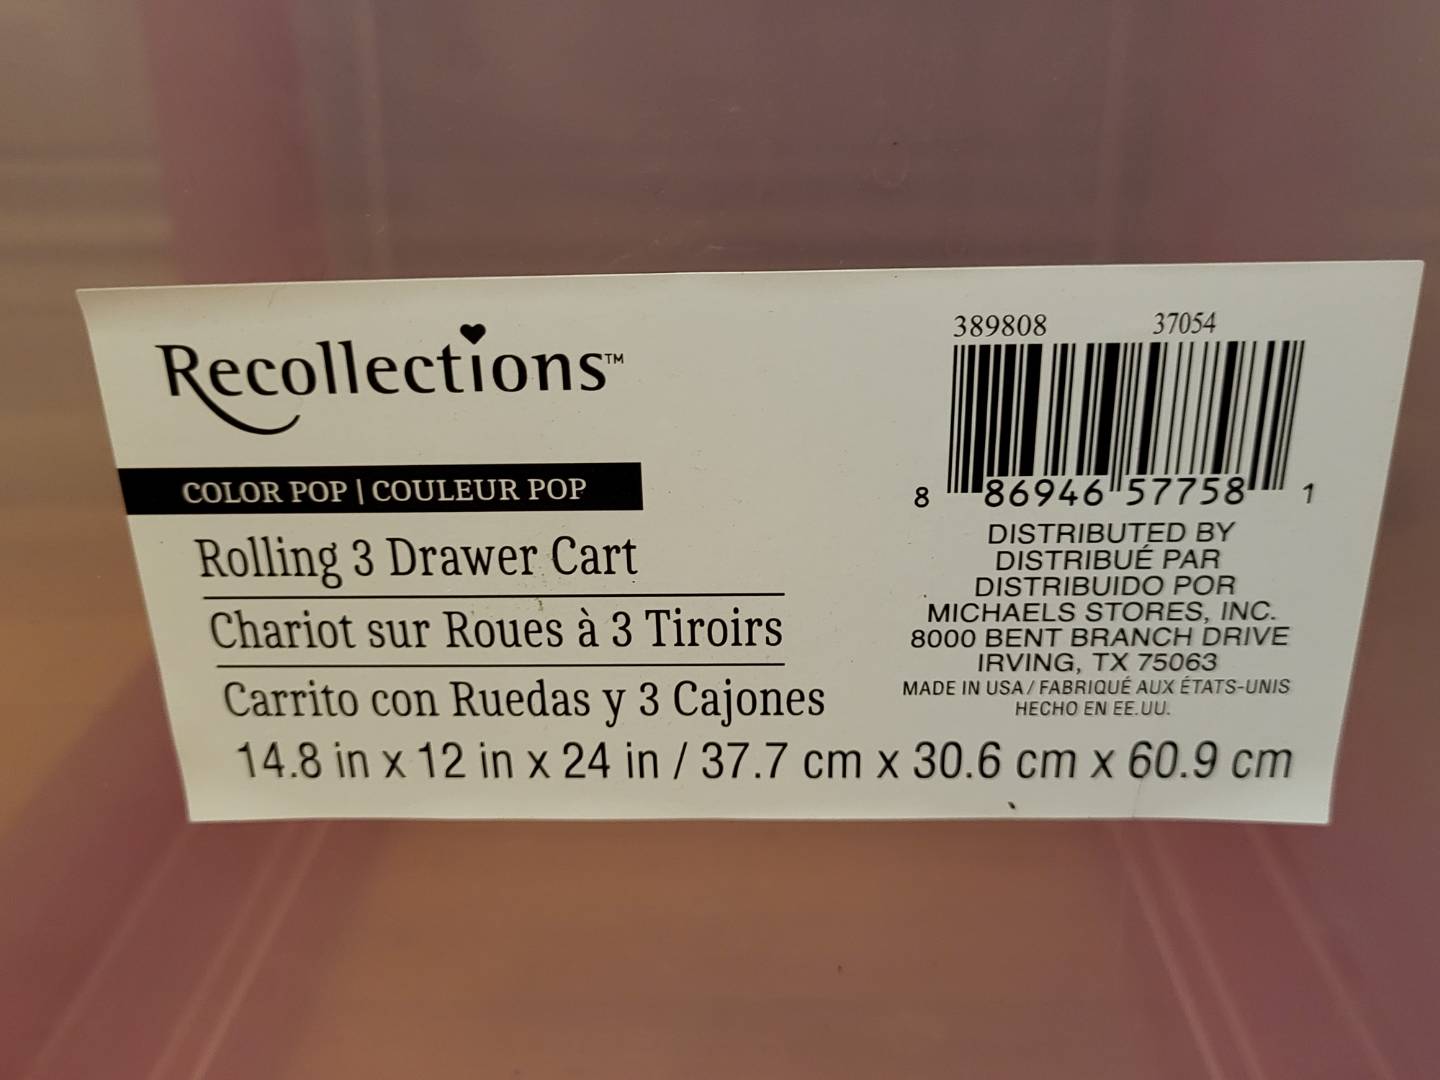 Recollections™
COLOR POP | COULEUR POP
Rolling 3 Drawer Cart
Chariot sur Roues à 3 Tiroirs
Carrito con Ruedas y 3 Cajones
14.8 in x 12 in x 24 in / 37.7 cm x 30.6 cm x 60.9 cm
389808 37054
8 86946 57758 1
DISTRIBUTED BY
DISTRIBUÉ PAR
DISTRIBUIDO POR
MICHAELS STORES, INC.
8000 BENT BRANCH DRIVE
IRVING, TX 75063
MADE IN USA / FABRIQUÉ AUX ÉTATS-UNIS
HECHO EN EE.UU.